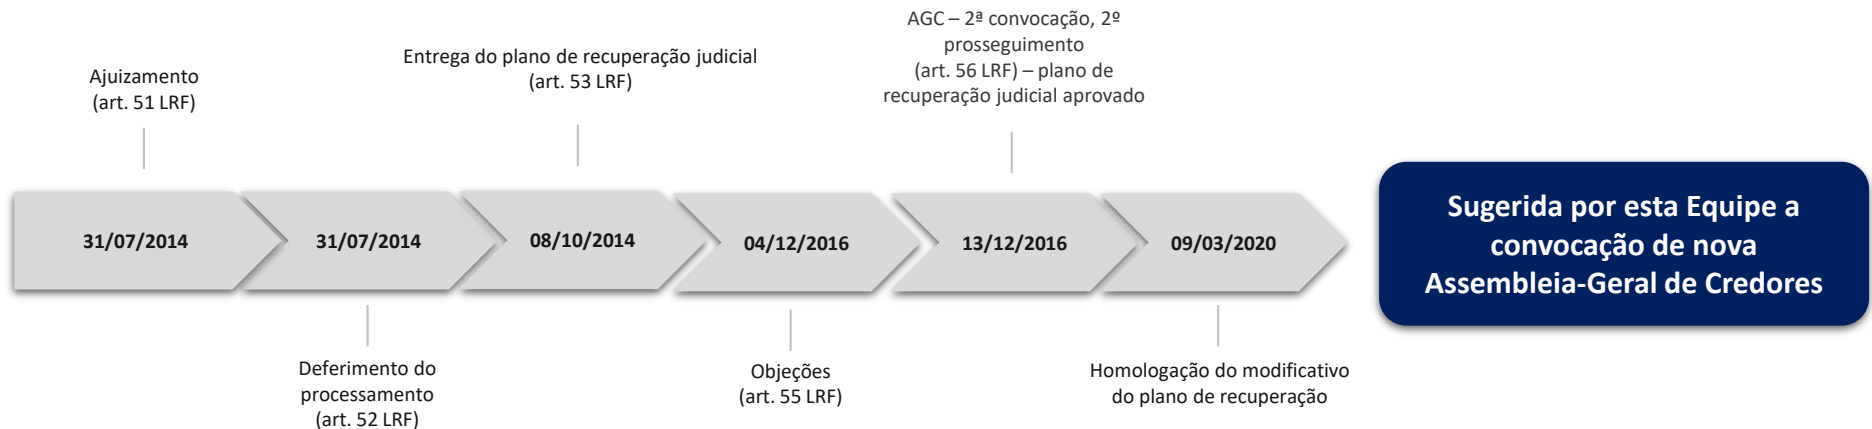 Ajuizamento
(art. 51 LRF)
Entrega do plano de recuperação judicial
(art. 53 LRF)
AGC – 2ª convocação, 2º
prosseguimento
(art. 56 LRF) – plano de
recuperação judicial aprovado
31/07/2014
31/07/2014
08/10/2014
04/12/2016
13/12/2016
09/03/2020
Deferimento do
processamento
(art. 52 LRF)
Objeções
(art. 55 LRF)
Homologação do modificativo
do plano de recuperação
Sugerida por esta Equipe a
convocação de nova
Assembleia-Geral de Credores